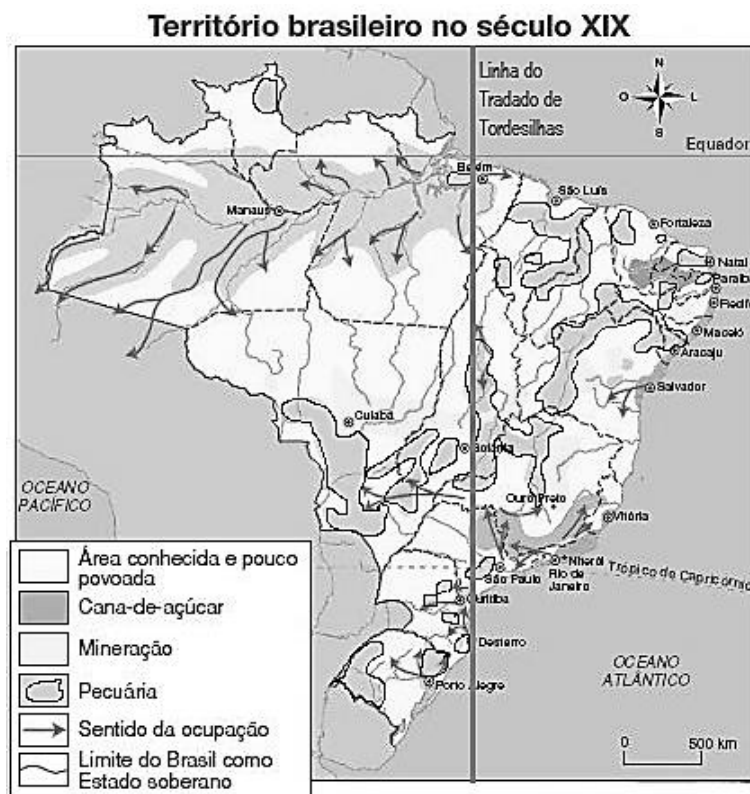 Território brasileiro no século XIX
Linha do
Tradado de
Tordesilhas
N
O
L
S
Equador
Belém
São Luís
Manaus
Fortaleza
Natal
Paraíba
Recife
Maceió
Aracaju
Salvador
Cuiabá
Goiânia
OCEANO
PACÍFICO
Ouro Preto
Vitória
Niterói
Rio de
Janeiro
São Paulo
Trópico de Capricórnio
Curitiba
Desterro
Porto Alegre
OCEANO
ATLÂNTICO
0 500 km
Área conhecida e pouco
povoada
Cana-de-açúcar
Mineração
Pecuária
Sentido da ocupação
Limite do Brasil como
Estado soberano